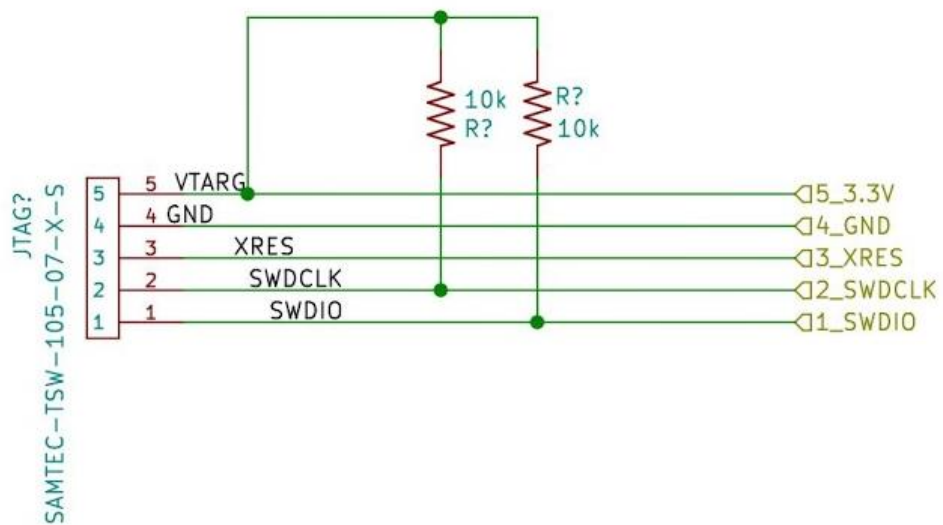 10k
R?
R?
10k
JTAG?
SAMTEC-TSW-105-07-X-S
5 5 VTARG 5_3.3V
4 4 GND 4_GND
3 3 XRES 3_XRES
2 2 SWDCLK 2_SWDCLK
1 1 SWDIO 1_SWDIO